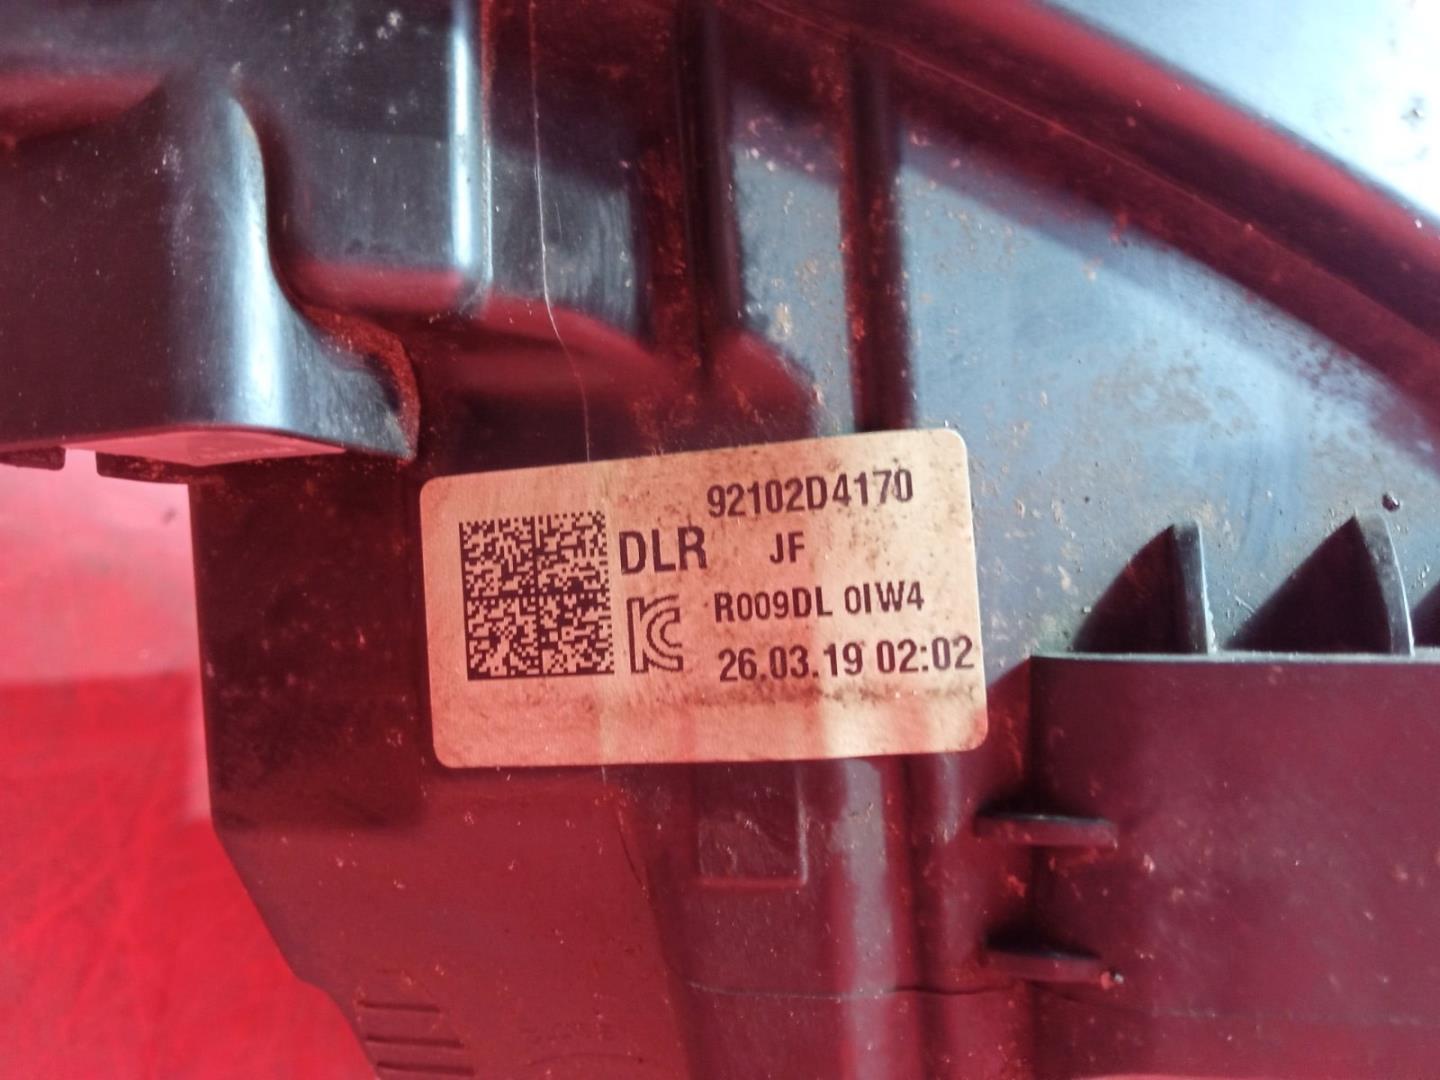 92102D4170
DLR JF
R009DL 0IW4
26.03.19 02:02